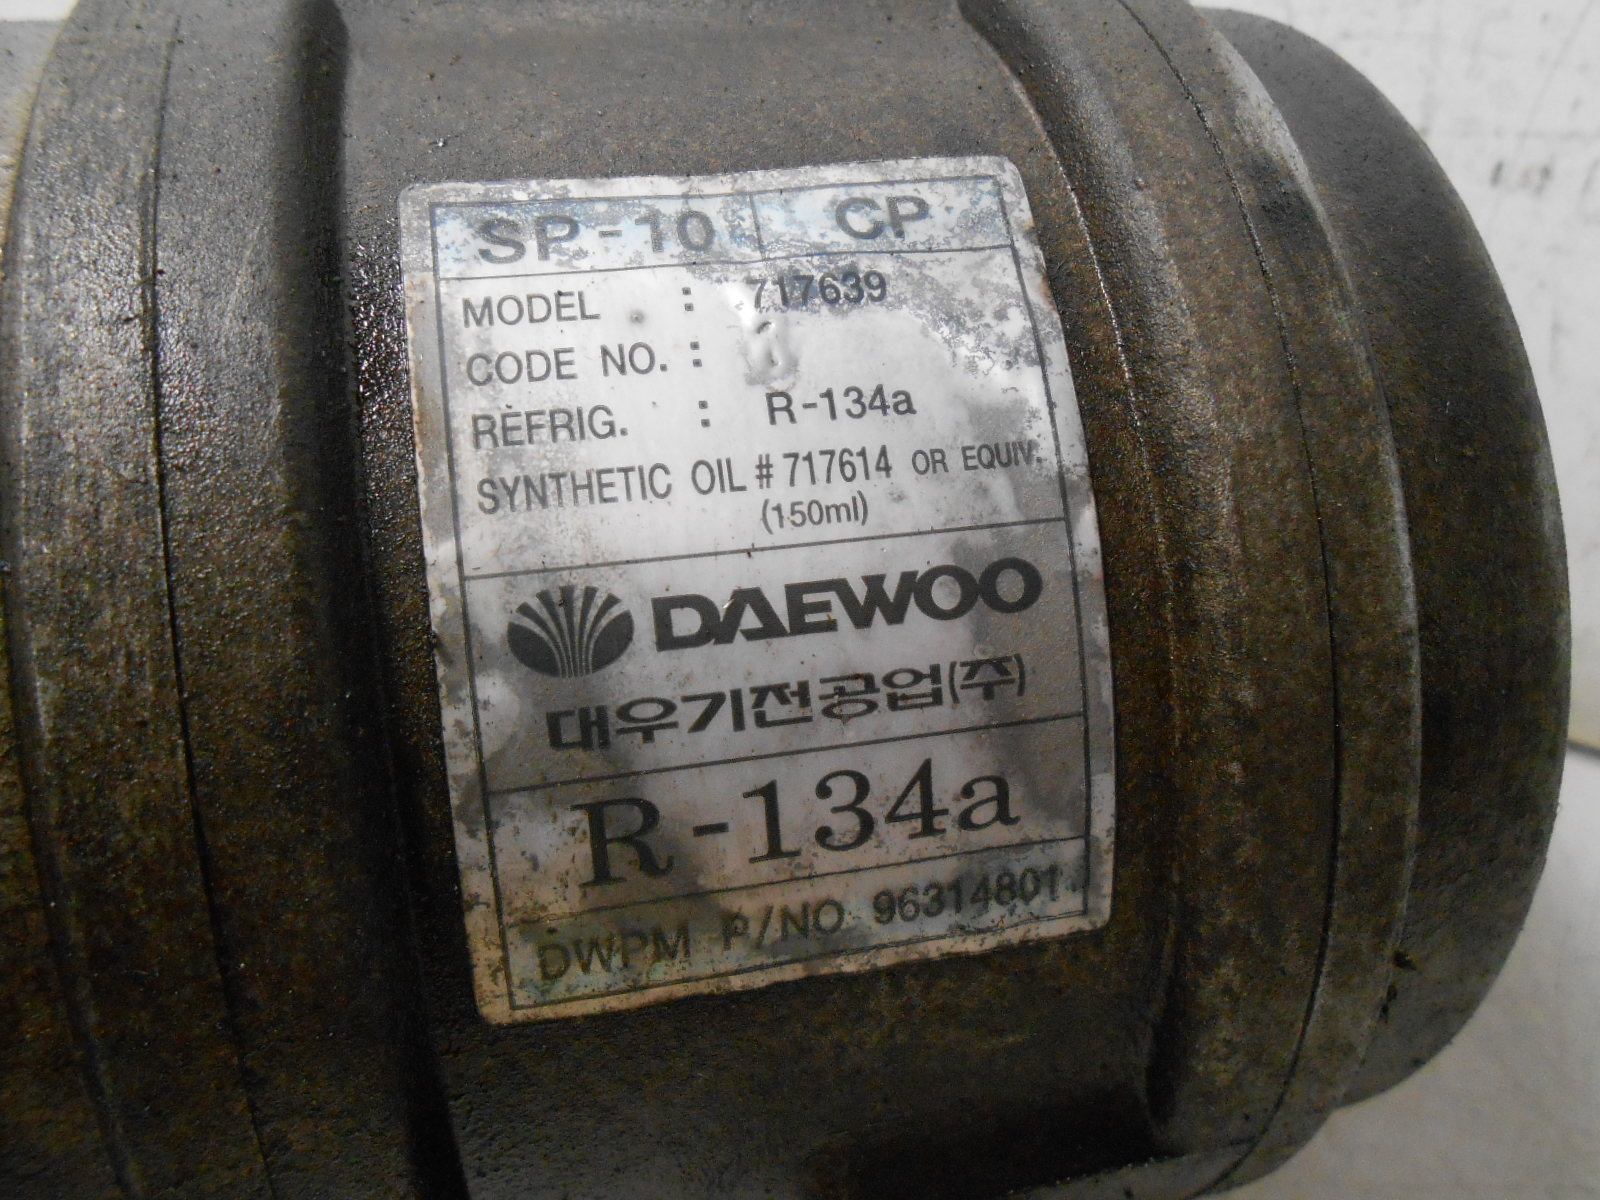 SP-10 CP
MODEL : 717639
CODE NO. :
REFRIG. : R-134a
SYNTHETIC OIL # 717614 OR EQUIV.
(150ml)
DAEWOO
대우기전공업(주)
R-134a
DWPM P/NO 96314801